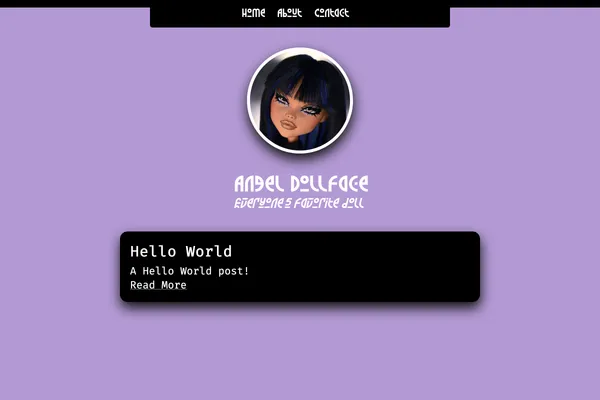 Home About Contact
Angel Dollface
Everyone's favorite doll
Hello World
A Hello World post!
Read More